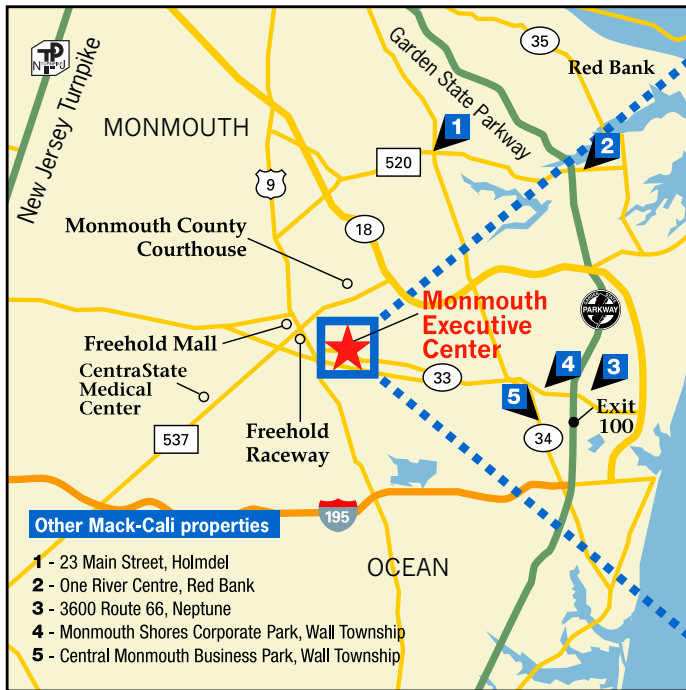 35
Red Bank
Garden State Parkway
New Jersey Turnpike
MONMOUTH
1
2
520
9
Monmouth County
Courthouse
18
PARKWAY
Monmouth
Executive
Center
Freehold Mall
CentraState
Medical
Center
33
4
3
5
Exit
100
537
Freehold
Raceway
34
195
OCEAN
Other Mack-Cali properties
1 - 23 Main Street, Holmdel
2 - One River Centre, Red Bank
3 - 3600 Route 66, Neptune
4 - Monmouth Shores Corporate Park, Wall Township
5 - Central Monmouth Business Park, Wall Township